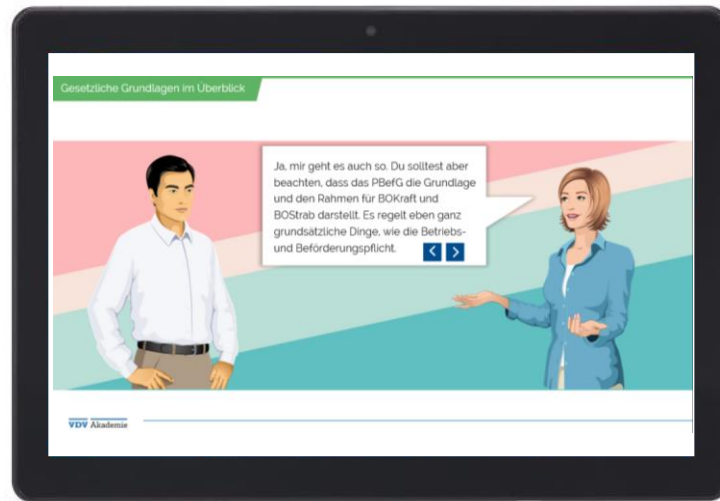 Gesetzliche Grundlagen im Überblick
Ja, mir geht es auch so. Du solltest aber
beachten, dass das PBefG die Grundlage
und den Rahmen für BOKraft und
BOStrab darstellt. Es regelt eben ganz
grundsätzliche Dinge, wie die Betriebs-
und Beförderungspflicht.
VDV Akademie